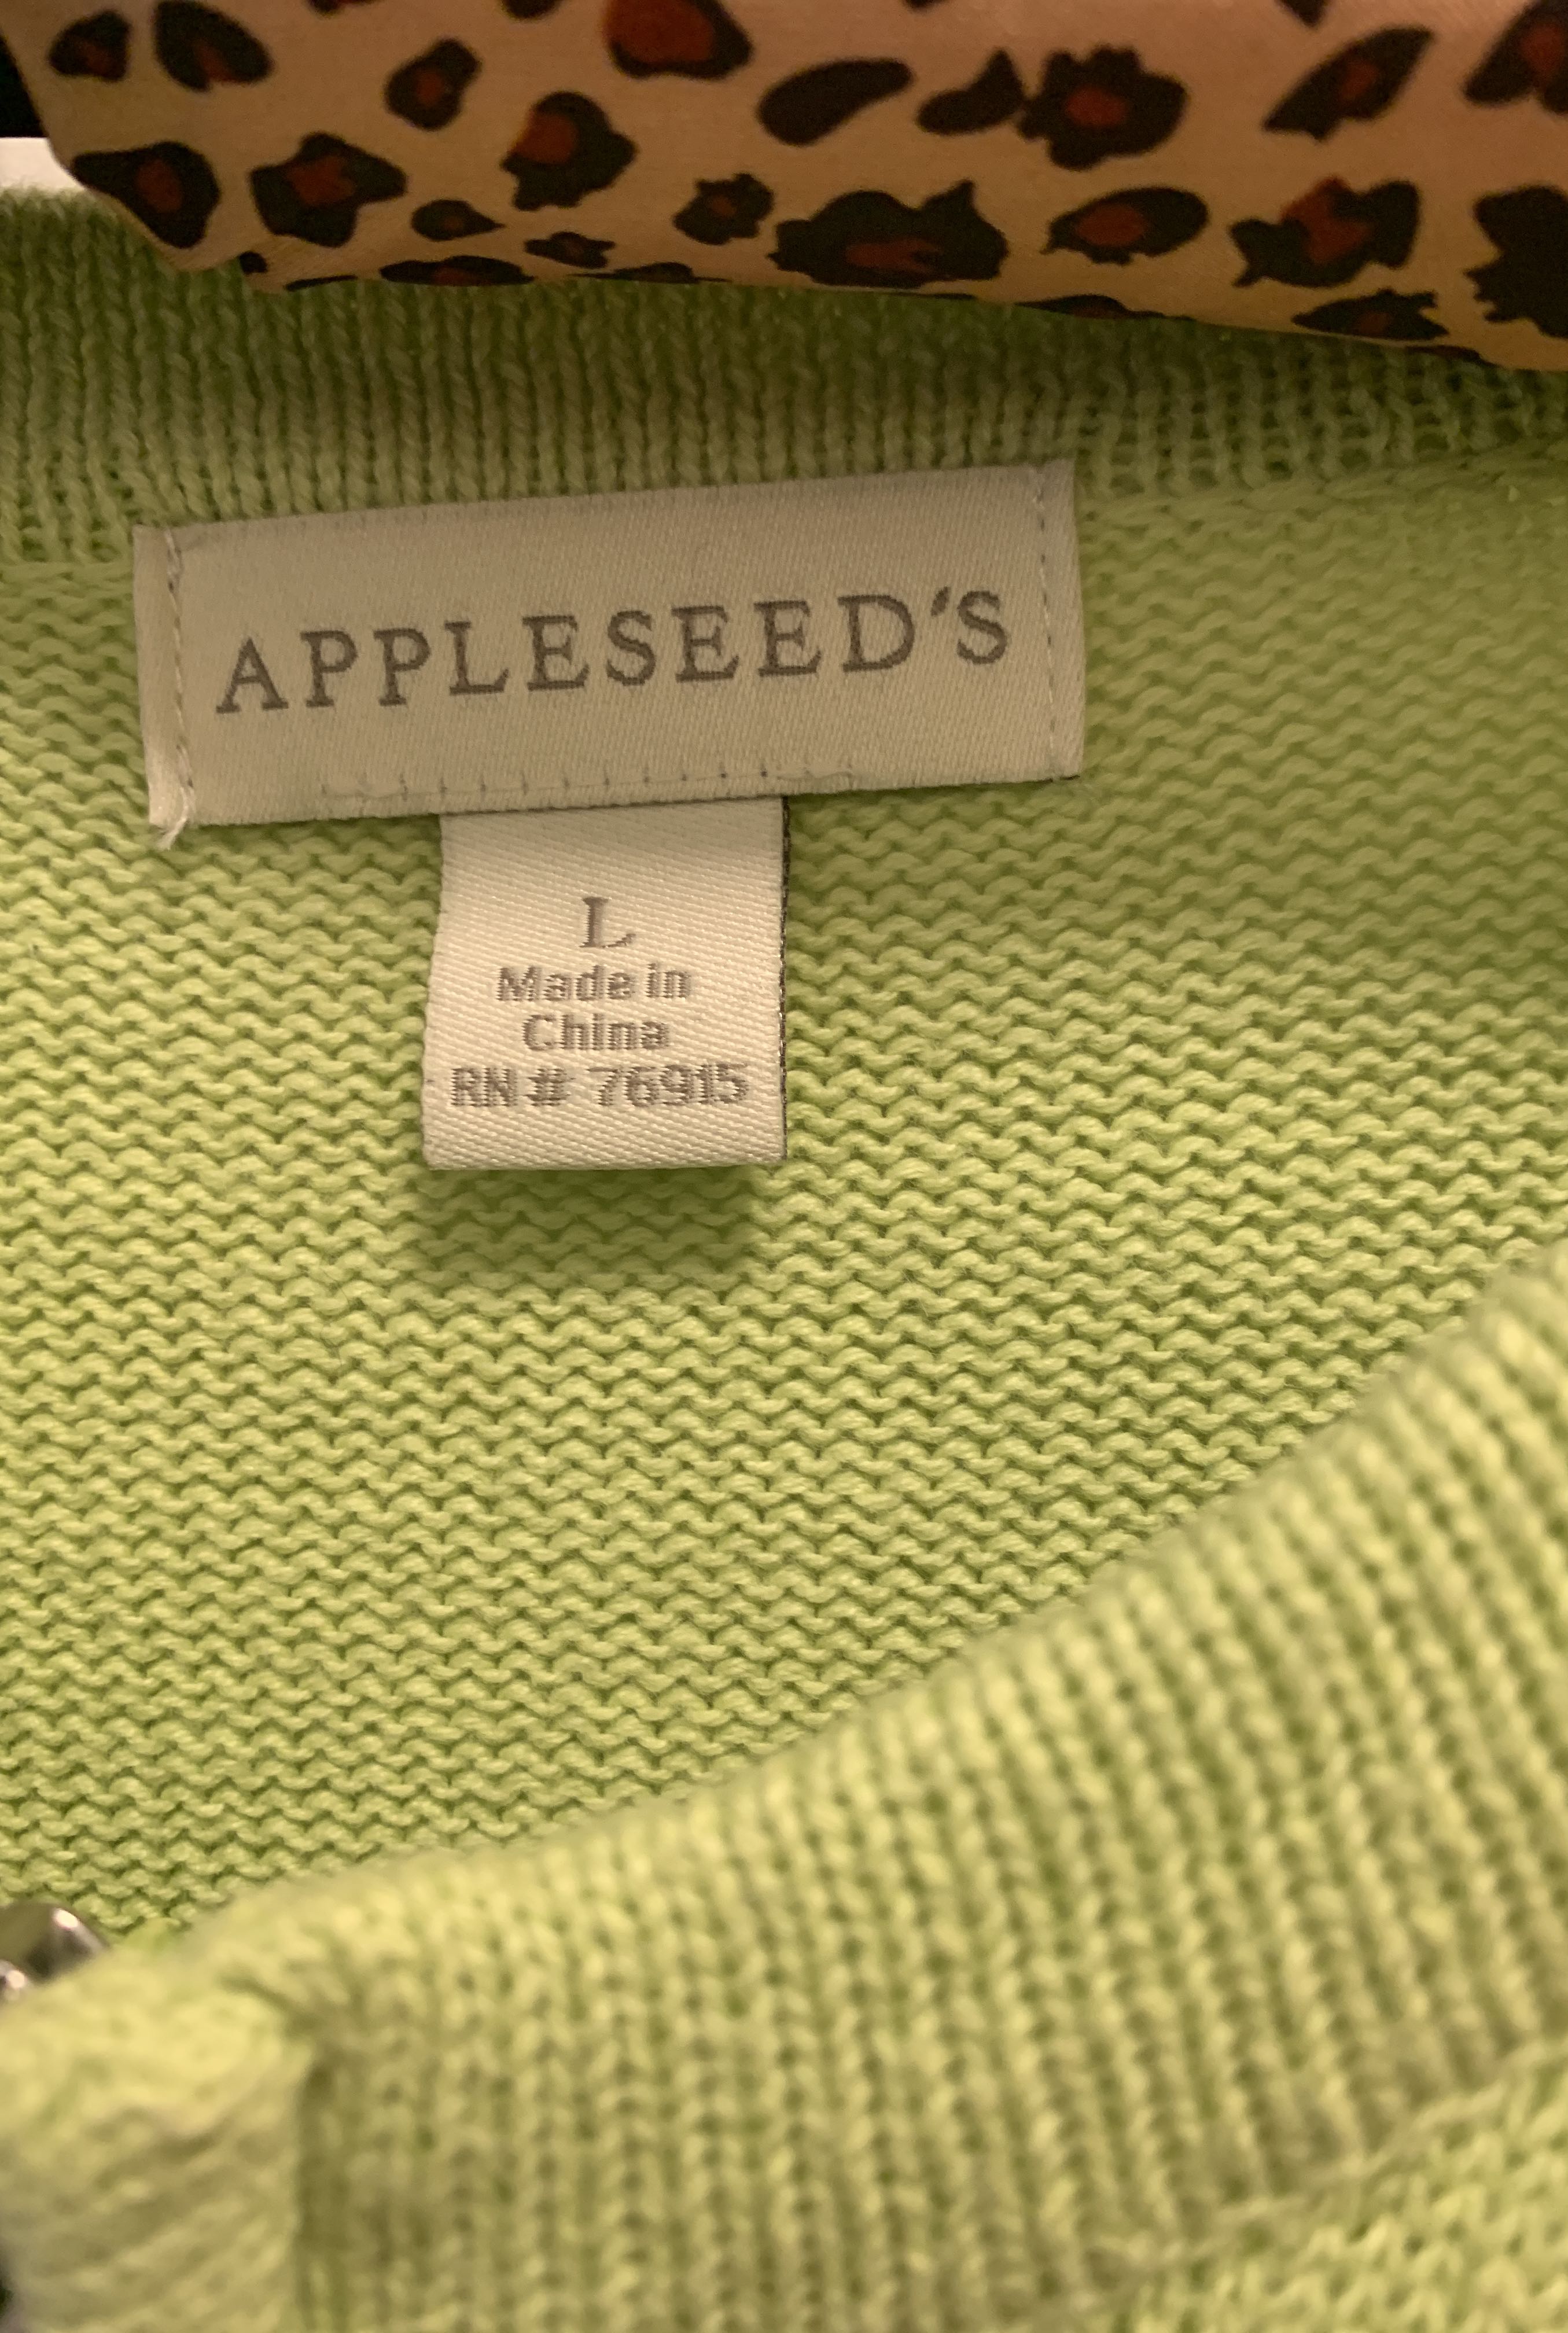 APPLESEED'S
L
Made in
China
RN# 76915